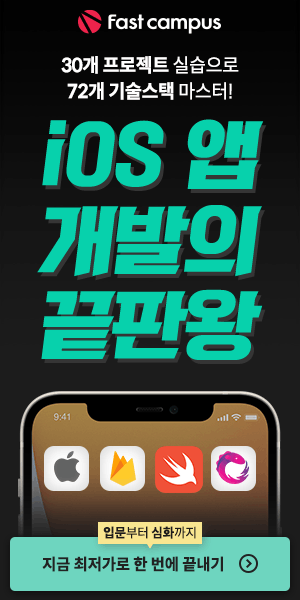 fast campus
30개 프로젝트 실습으로
72개 기술스택 마스터!
iOS 앱
개발의
끝판왕
9:41
입문부터 심화까지
지금 최저가로 한 번에 끝내기